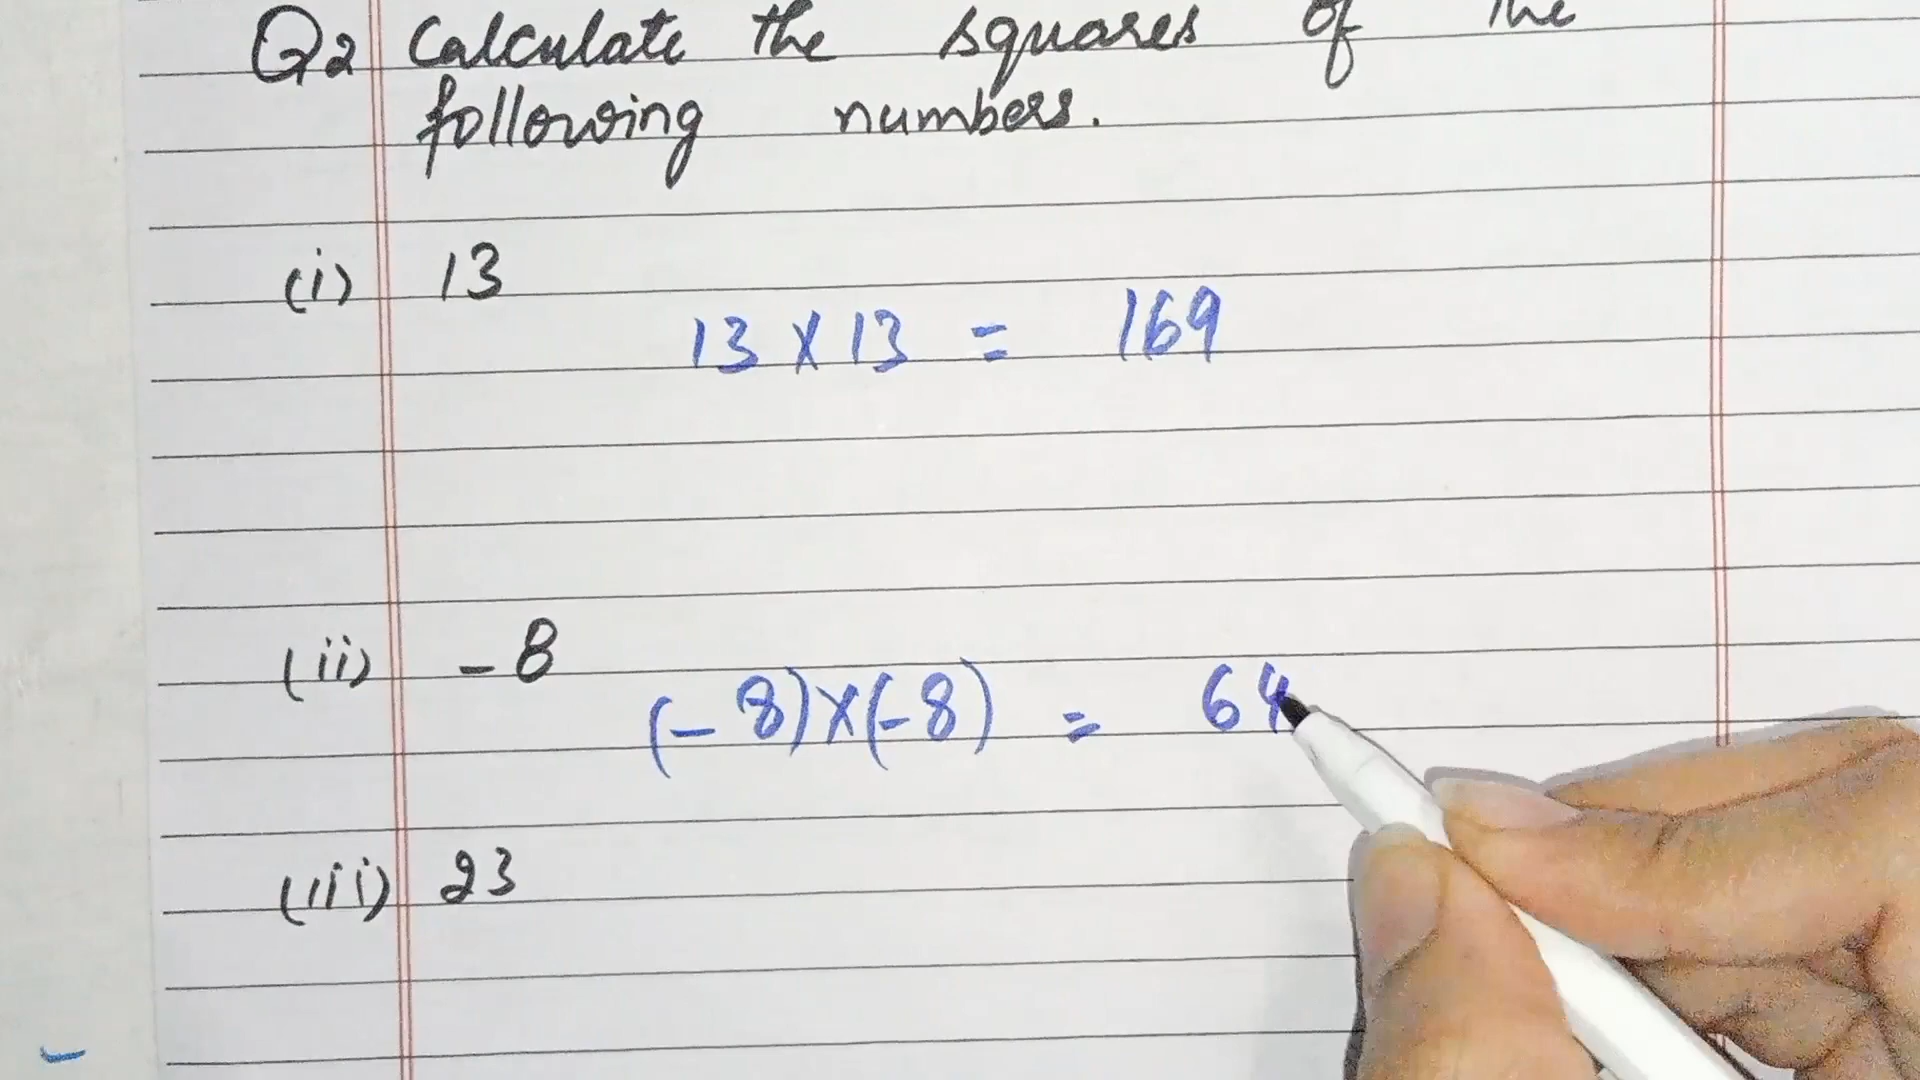 Q2 Calculate the squares of the
following numbers.
(i) 13
13 X 13 = 169
(ii) -8
(-8)X(-8) = 64
(iii) 23